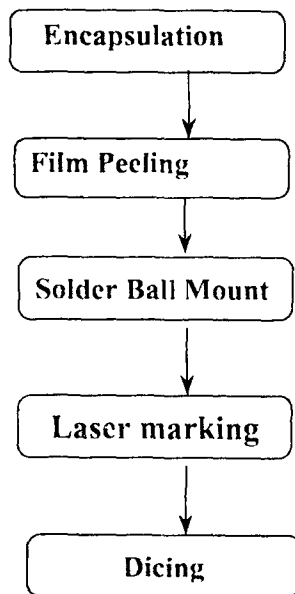 Encapsulation
Film Peeling
Solder Ball Mount
Laser marking
Dicing